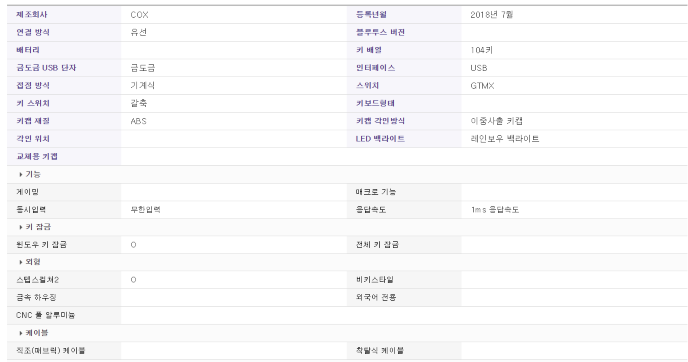 제조회사 COX 등록년월 2018년 7월
연결 방식 유선 블루투스 버전
배터리 키 배열 104키
금도금 USB 단자 금도금 인터페이스 USB
접점 방식 기계식 스위치 GTMX
키 스위치 갈축 키보드형태
키캡 재질 ABS 키캡 각인방식 이중사출 키캡
각인 위치 LED 백라이트 레인보우 백라이트
교체용 키캡
기능
게이밍 매크로 기능
동시입력 무한입력 응답속도 1ms 응답속도
키 잠금
윈도우 키 잠금 O 전체 키 잠금
외형
스텝스컬쳐2 O 비키스타일
금속 하우징 외국어 전용
CNC 풀 알루미늄
케이블
직조(패브릭) 케이블 착탈식 케이블